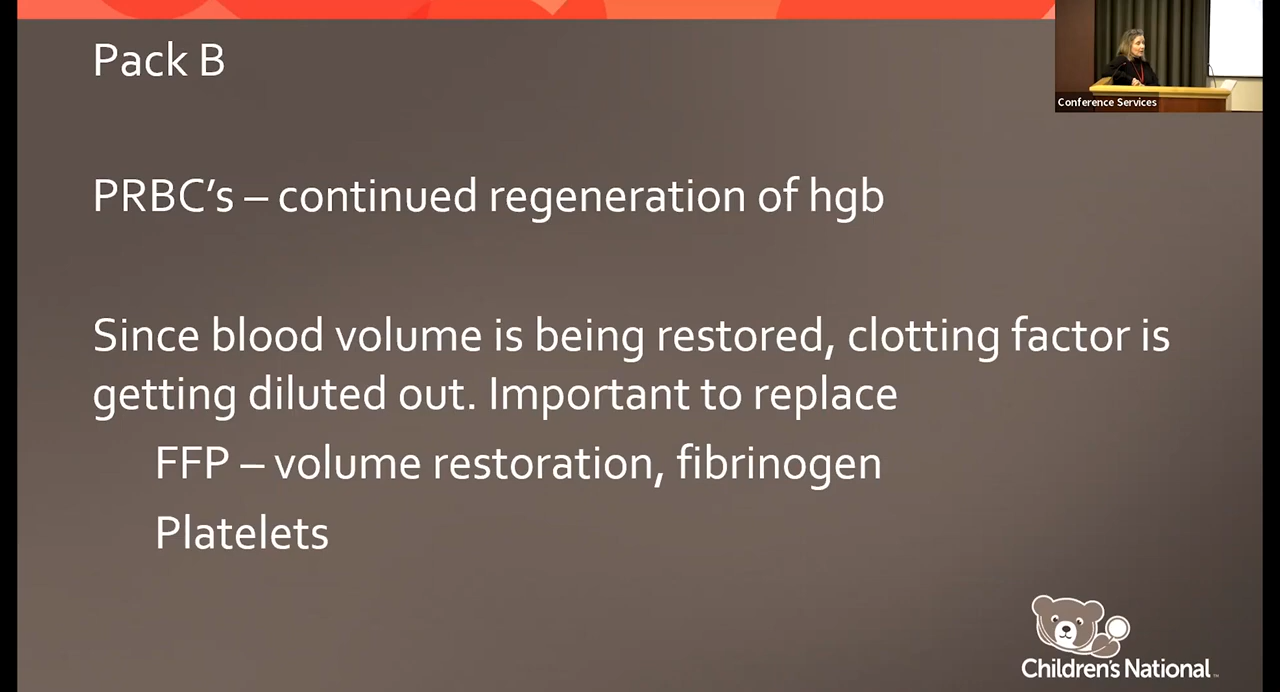 Pack B
Conference Services
PRBC’s – continued regeneration of hgb
Since blood volume is being restored, clotting factor is
getting diluted out. Important to replace
FFP – volume restoration, fibrinogen
Platelets
Children's National™